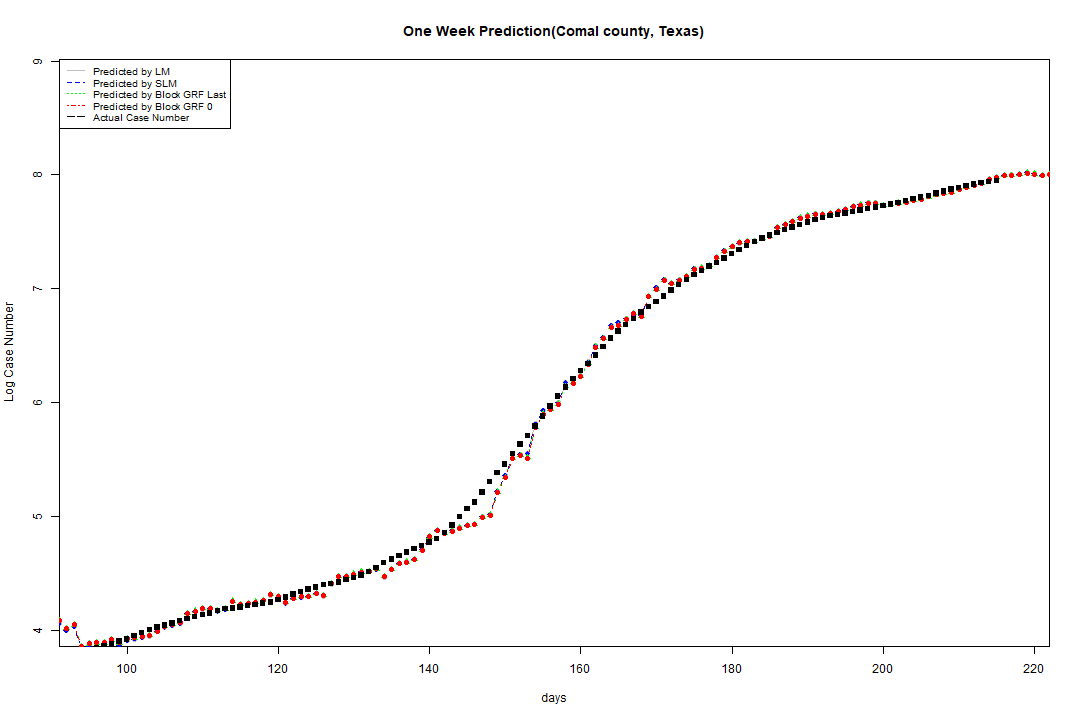 One Week Prediction(Comal county, Texas)
Predicted by LM
Predicted by SLM
Predicted by Block GRF Last
Predicted by Block GRF 0
Actual Case Number
9
8
7
6
5
4
Log Case Number
100 120 140 160 180 200 220
days